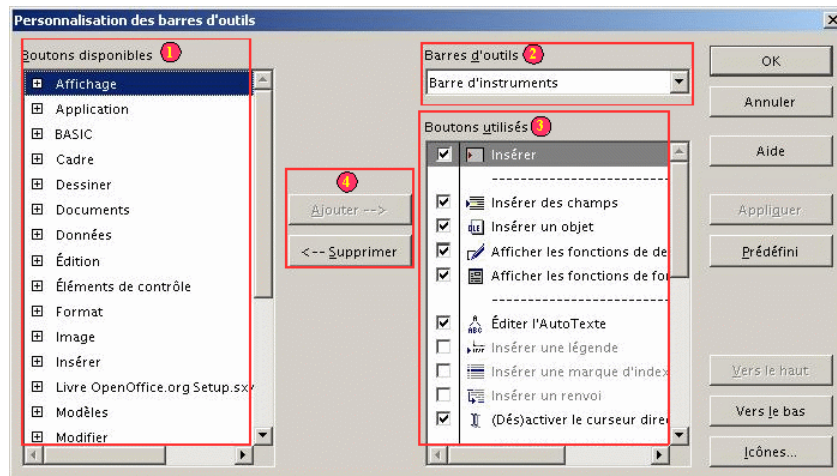 Personnalisation des barres d'outils
Boutons disponibles 1
Affichage
Application
BASIC
Cadre
Dessiner
Documents
Données
Édition
Éléments de contrôle
Format
Image
Insérer
Livre OpenOffice.org Setup.sx
Modèles
Modifier
4
Ajouter -->
<-- Supprimer
Barres d'outils 2
Barre d'instruments
Boutons utilisés 3
Insérer
Insérer des champs
Insérer un objet
Afficher les fonctions de de
Afficher les fonctions de for
Éditer l'AutoTexte
Insérer une légende
Insérer une marque d'index
Insérer un renvoi
(Dés)activer le curseur dire
OK
Annuler
Aide
Appliquer
Prédéfini
Vers le haut
Vers le bas
Icônes...